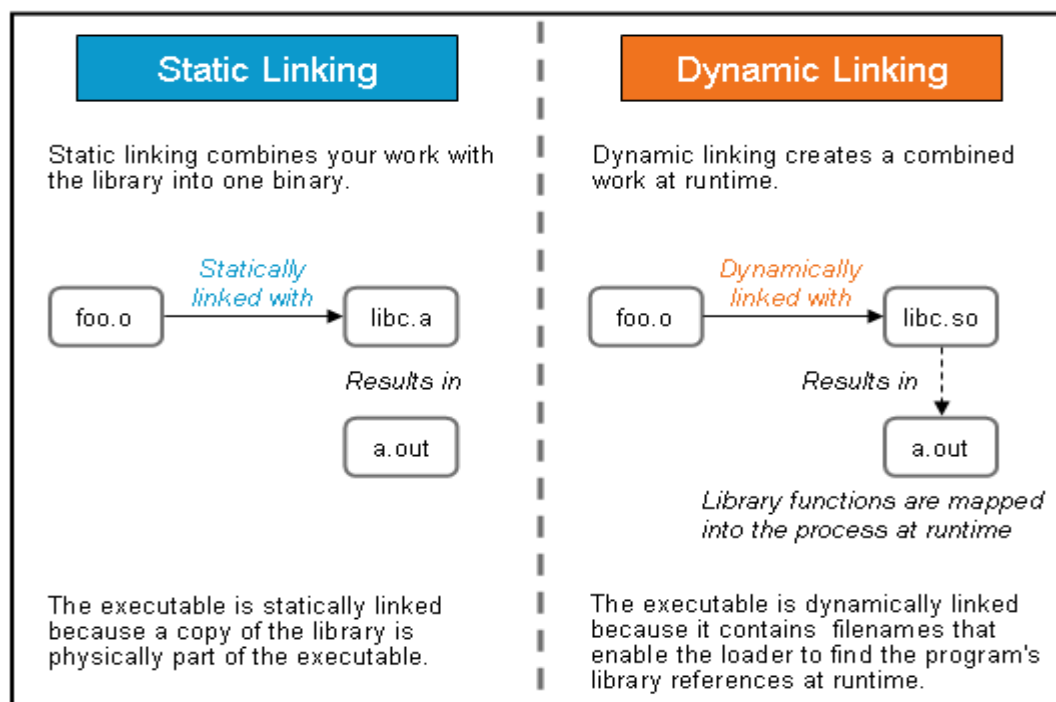 Static Linking
Static linking combines your work with
the library into one binary.
Statically
linked with
foo.o
libc.a
Results in
a.out
The executable is statically linked
because a copy of the library is
physically part of the executable.
Dynamic Linking
Dynamic linking creates a combined
work at runtime.
Dynamically
linked with
foo.o
libc.so
Results in
a.out
Library functions are mapped
into the process at runtime
The executable is dynamically linked
because it contains filenames that
enable the loader to find the program's
library references at runtime.